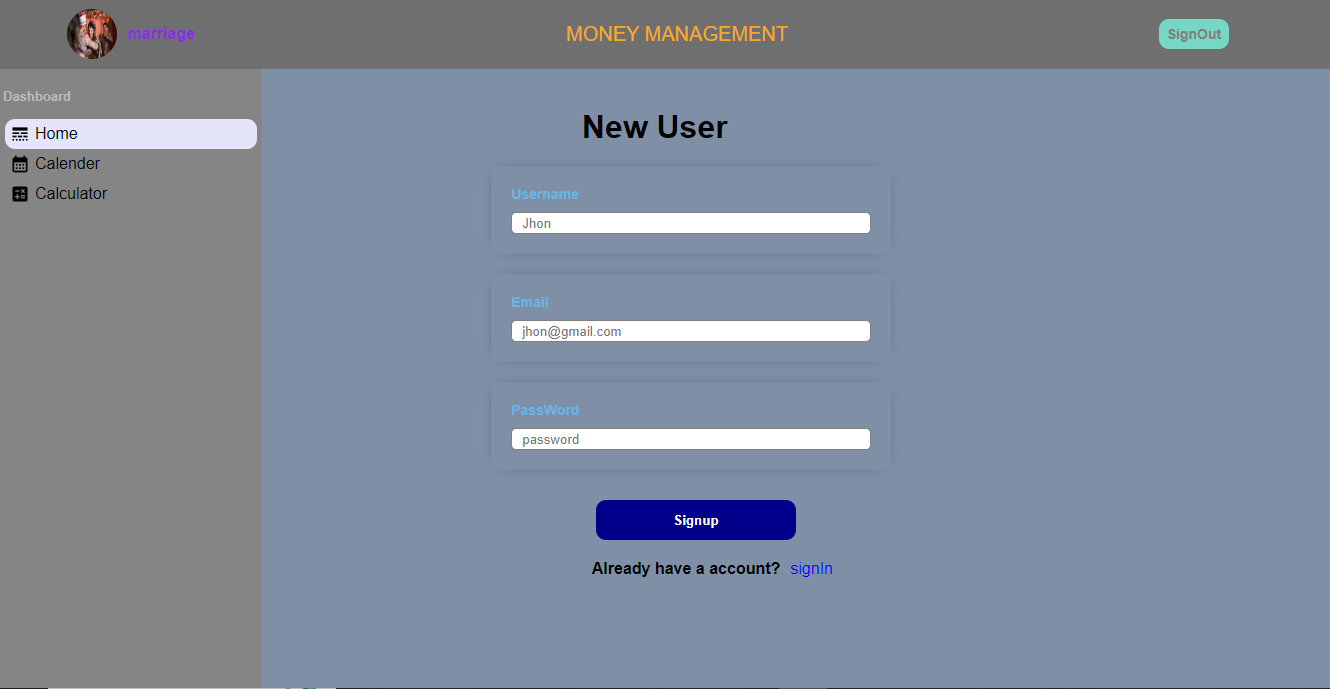 marriage
MONEY MANAGEMENT
SignOut
Dashboard
Home
Calender
Calculator
New User
Username
Jhon
Email
jhon@gmail.com
PassWord
password
Signup
Already have a account? signIn